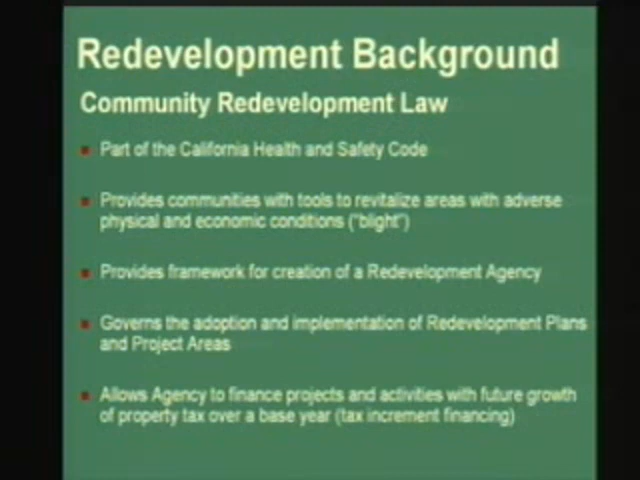 Redevelopment Background
Community Redevelopment Law
Part of the California Health and Safety Code
Provides communities with tools to revitalize areas with adverse
physical and economic conditions ("blight")
Provides framework for creation of a Redevelopment Agency
Governs the adoption and implementation of Redevelopment Plans
and Project Areas
Allows Agency to finance projects and activities with future growth
of property tax over a base year (tax increment financing)